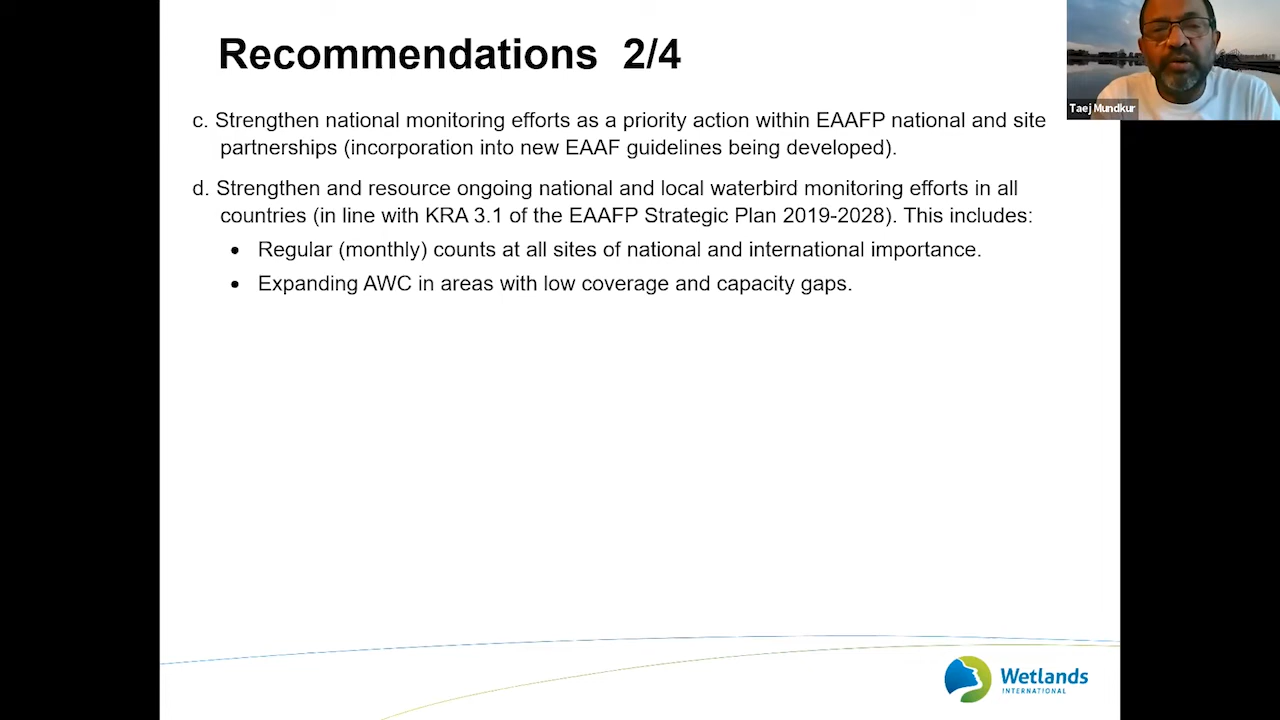 Recommendations 2/4
Taej Mundkur
c. Strengthen national monitoring efforts as a priority action within EAAFP national and site
partnerships (incorporation into new EAAF guidelines being developed).
d. Strengthen and resource ongoing national and local waterbird monitoring efforts in all
countries (in line with KRA 3.1 of the EAAFP Strategic Plan 2019-2028). This includes:
• Regular (monthly) counts at all sites of national and international importance.
• Expanding AWC in areas with low coverage and capacity gaps.
Wetlands
INTERNATIONAL